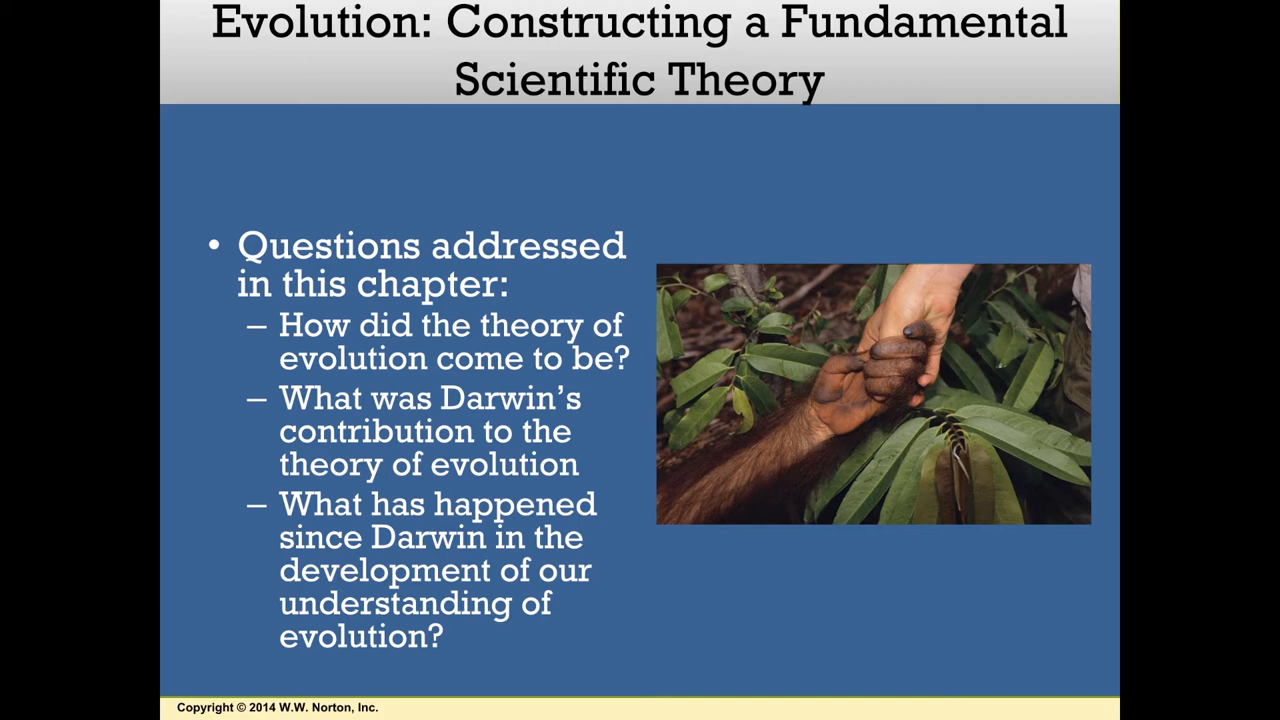 Evolution: Constructing a Fundamental
Scientific Theory
• Questions addressed
in this chapter:
– How did the theory of
evolution come to be?
– What was Darwin's
contribution to the
theory of evolution
– What has happened
since Darwin in the
development of our
understanding of
evolution?
Copyright © 2014 W.W. Norton, Inc.